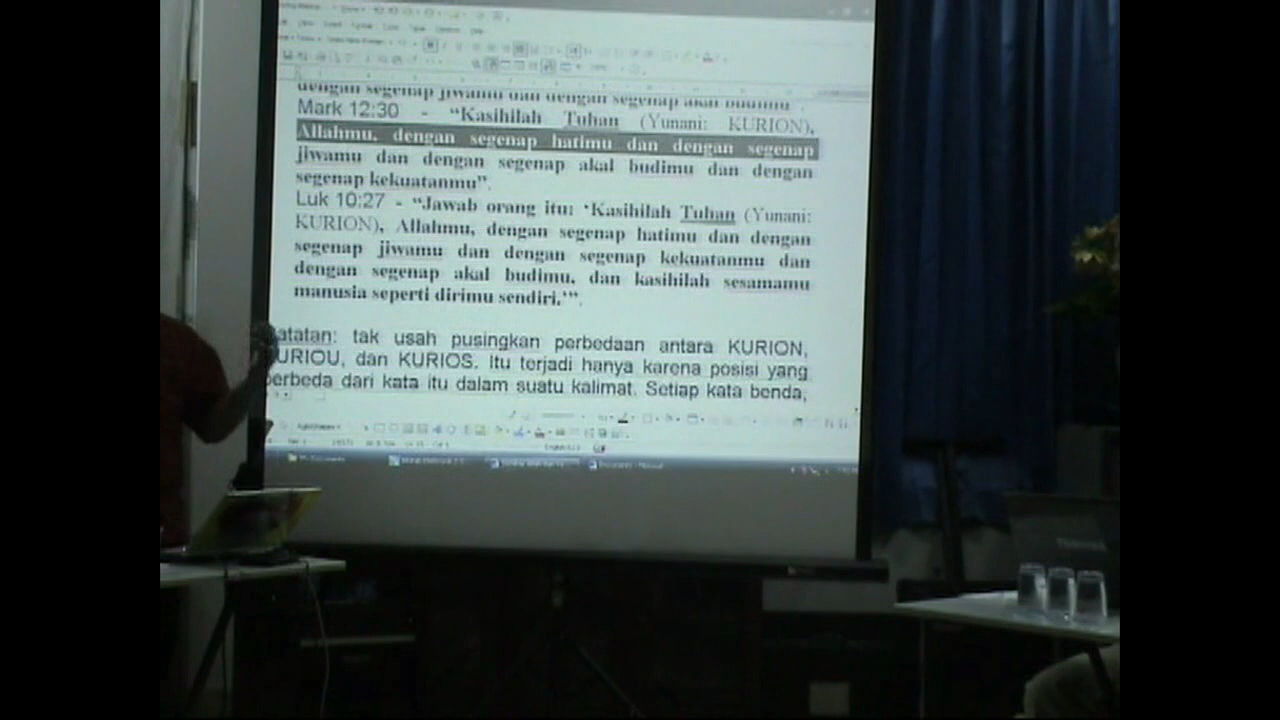 dengan segenap jiwamu dan dengan segenap akal budimu".
Mark 12:30 - “Kasihilah Tuhan (Yunani: KURION),
Allahmu, dengan segenap hatimu dan dengan segenap
jiwamu dan dengan segenap akal budimu dan dengan
segenap kekuatanmu”.
Luk 10:27 - “Jawab orang itu: ‘Kasihilah Tuhan (Yunani:
KURION), Allahmu, dengan segenap hatimu dan dengan
segenap jiwamu dan dengan segenap kekuatanmu dan
dengan segenap akal budimu, dan kasihilah sesamamu
manusia seperti dirimu sendiri.’”.
atatan: tak usah pusingkan perbedaan antara KURION,
URIOU, dan KURIOS. Itu terjadi hanya karena posisi yang
erbeda dari kata itu dalam suatu kalimat. Setiap kata benda,